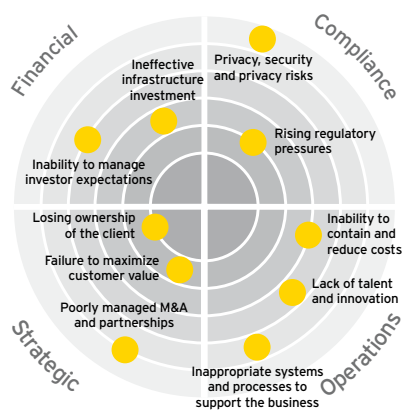 Financial
Compliance
Ineffective
infrastructure
investment
Privacy, security
and privacy risks
Rising regulatory
pressures
Inability to manage
investor expectations
Losing ownership
of the client
Inability to
contain and
reduce costs
Failure to maximize
customer value
Lack of talent
and innovation
Poorly managed M&A
and partnerships
Inappropriate systems
and processes to
support the business
Strategic
Operations